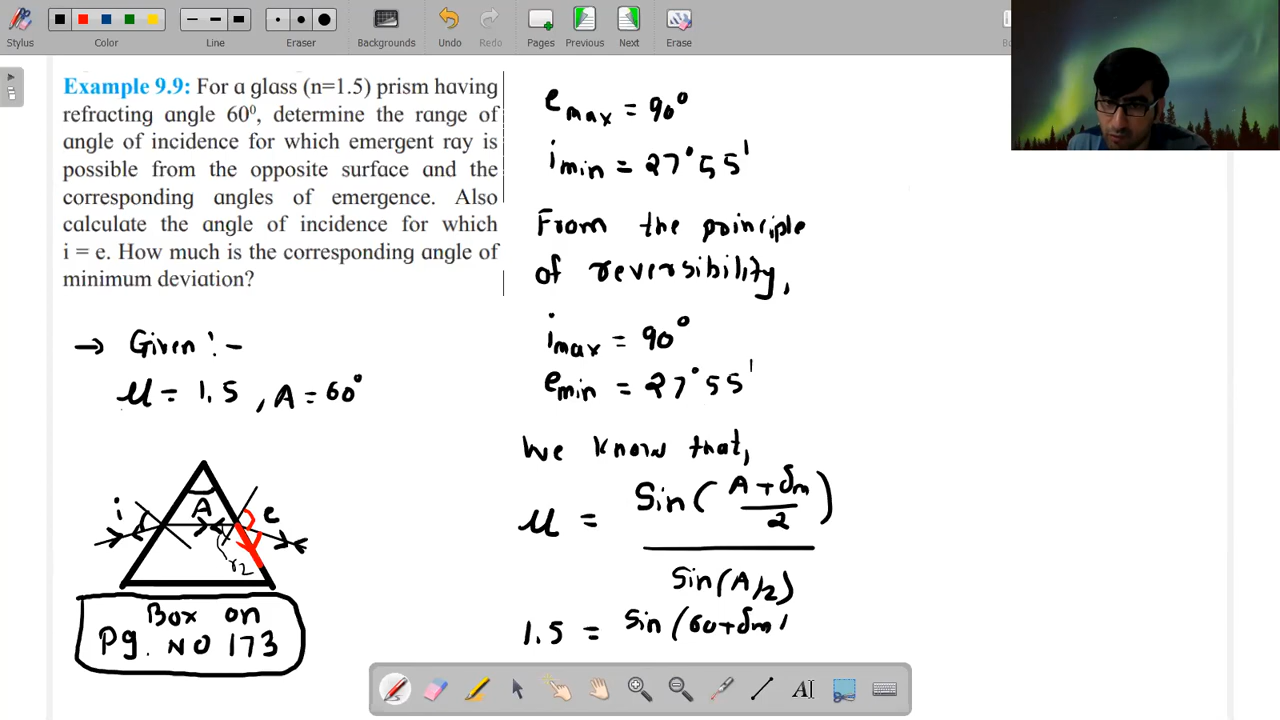 Stylus
Color
Line
Eraser
Backgrounds
Undo
Redo
Pages
Previous
Next
Erase
Example 9.9: For a glass (n=1.5) prism having
refracting angle 60⁰, determine the range of
angle of incidence for which emergent ray is
possible from the opposite surface and the
corresponding angles of emergence. Also
calculate the angle of incidence for which
i = e. How much is the corresponding angle of
minimum deviation?
→ Given :-
μ = 1.5 , A = 60°
i A e
r2
Box on
Pg. NO 173
e max = 90°
i min = 27°55'
From the principle
of reversibility,
i max = 90°
e min = 27°55'
We know that,
μ = Sin( A + δm / 2 )
Sin(A/2)
1.5 = sin (60+δm
A